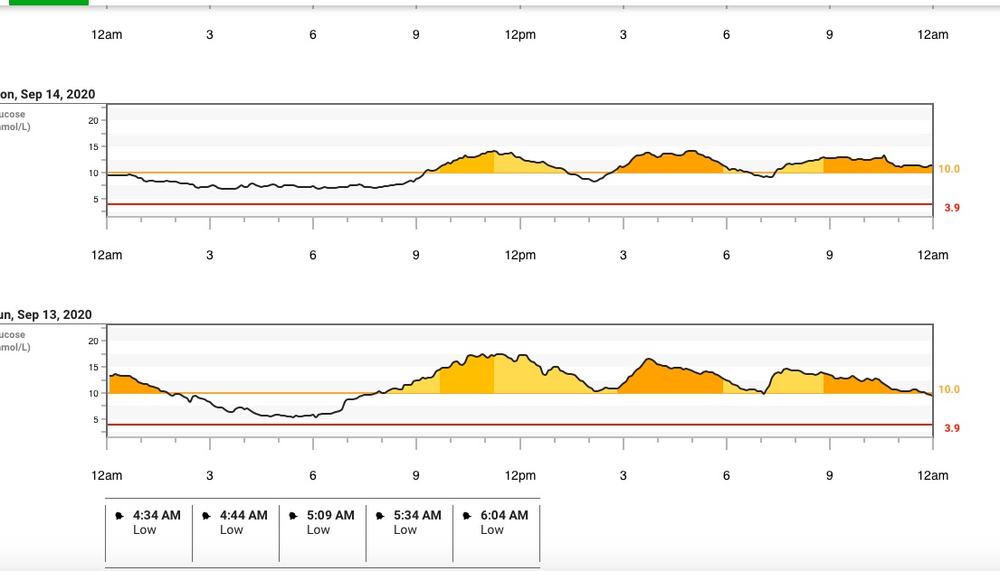 12am 3 6 9 12pm 3 6 9 12am
on, Sep 14, 2020
ucose
mol/L)
20
15
10
5
10.0
3.9
12am 3 6 9 12pm 3 6 9 12am
un, Sep 13, 2020
ucose
mol/L)
20
15
10
5
10.0
3.9
12am 3 6 9 12pm 3 6 9 12am
4:34 AM 4:44 AM 5:09 AM 5:34 AM 6:04 AM
Low Low Low Low Low